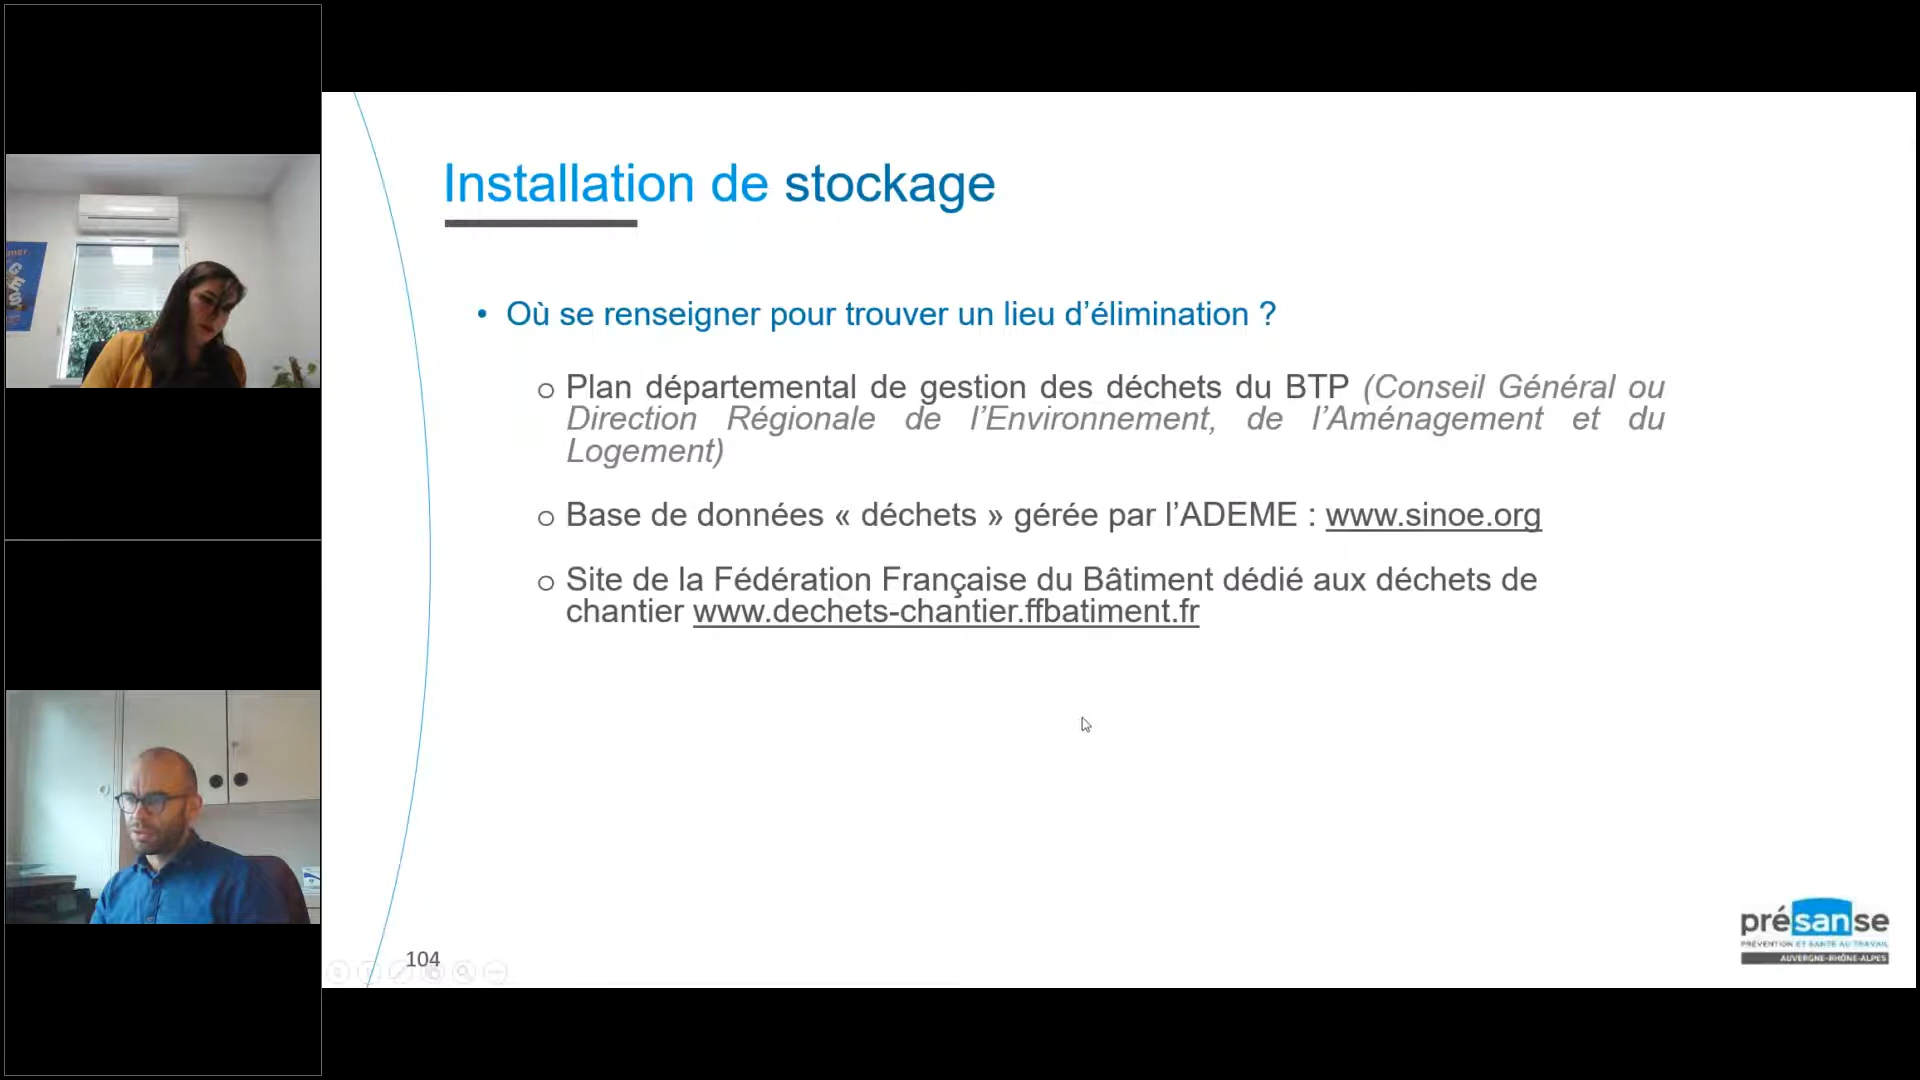 Installation de stockage
• Où se renseigner pour trouver un lieu d’élimination ?
o Plan départemental de gestion des déchets du BTP (Conseil Général ou
Direction Régionale de l’Environnement, de l’Aménagement et du
Logement)
o Base de données « déchets » gérée par l’ADEME : www.sinoe.org
o Site de la Fédération Française du Bâtiment dédié aux déchets de
chantier www.dechets-chantier.ffbatiment.fr
104
présanse
PRÉVENTION ET SANTÉ AU TRAVAIL
AUVERGNE-RHÔNE-ALPES